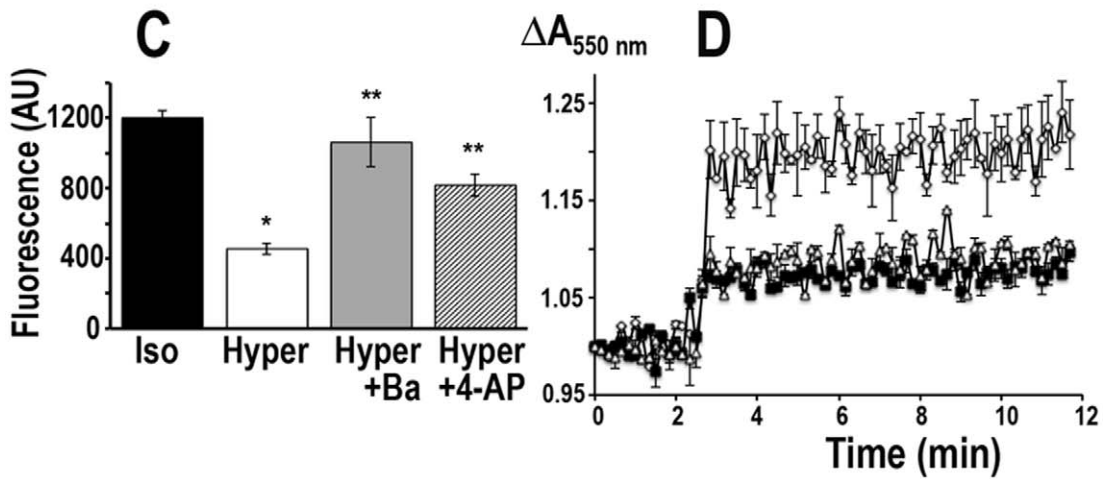 C
Fluorescence (AU)
1200
800
400
0
*
**
**
Iso
Hyper
Hyper
+Ba
Hyper
+4-AP
ΔA550 nm
D
1.25
1.15
1.05
0.95
0 2 4 6 8 10 12
Time (min)